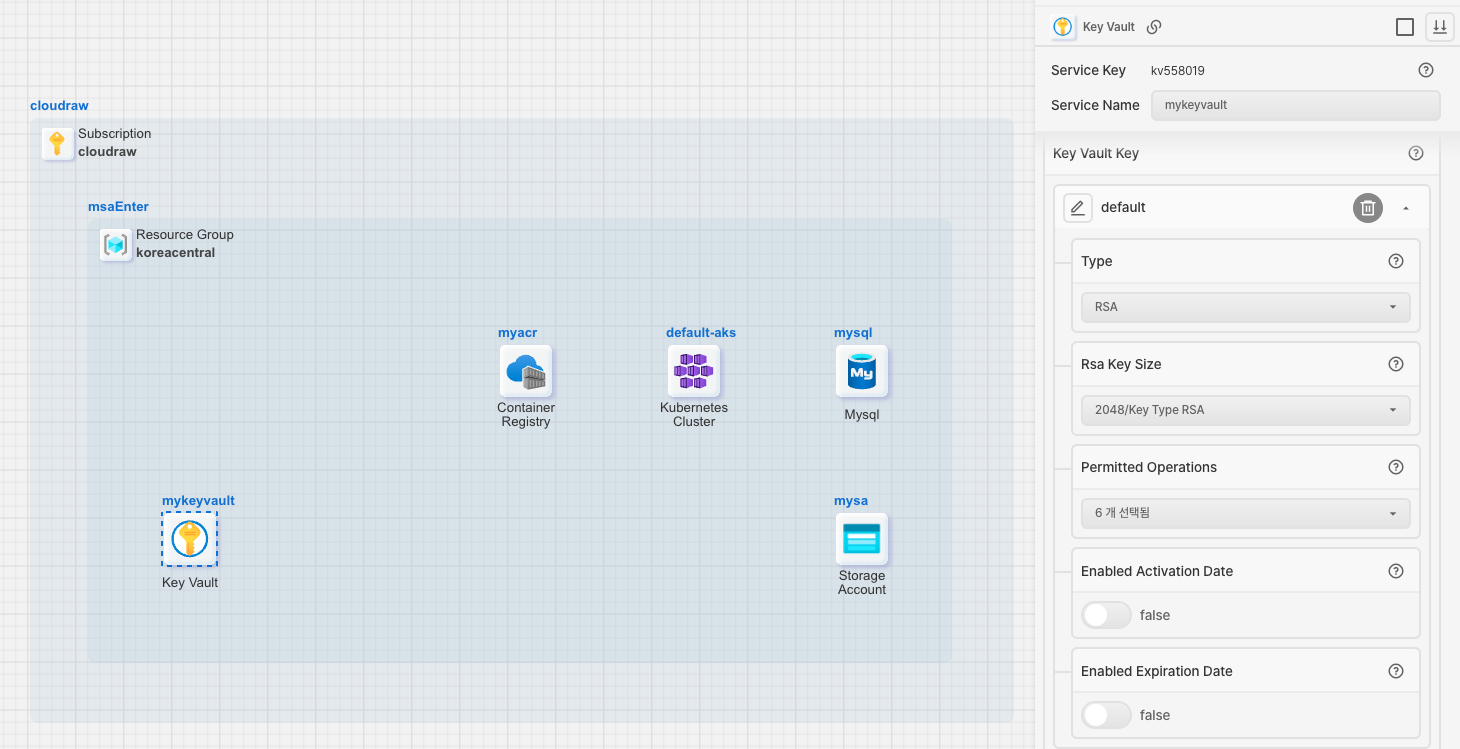 cloudraw
Subscription
cloudraw
msaEnter
Resource Group
koreacentral
myacr
Container
Registry
default-aks
Kubernetes
Cluster
mysql
My
Mysql
mykeyvault
Key Vault
mysa
Storage
Account
Key Vault
Service Key kv558019
Service Name mykeyvault
Key Vault Key
default
Type
RSA
Rsa Key Size
2048/Key Type RSA
Permitted Operations
6 개 선택됨
Enabled Activation Date
false
Enabled Expiration Date
false